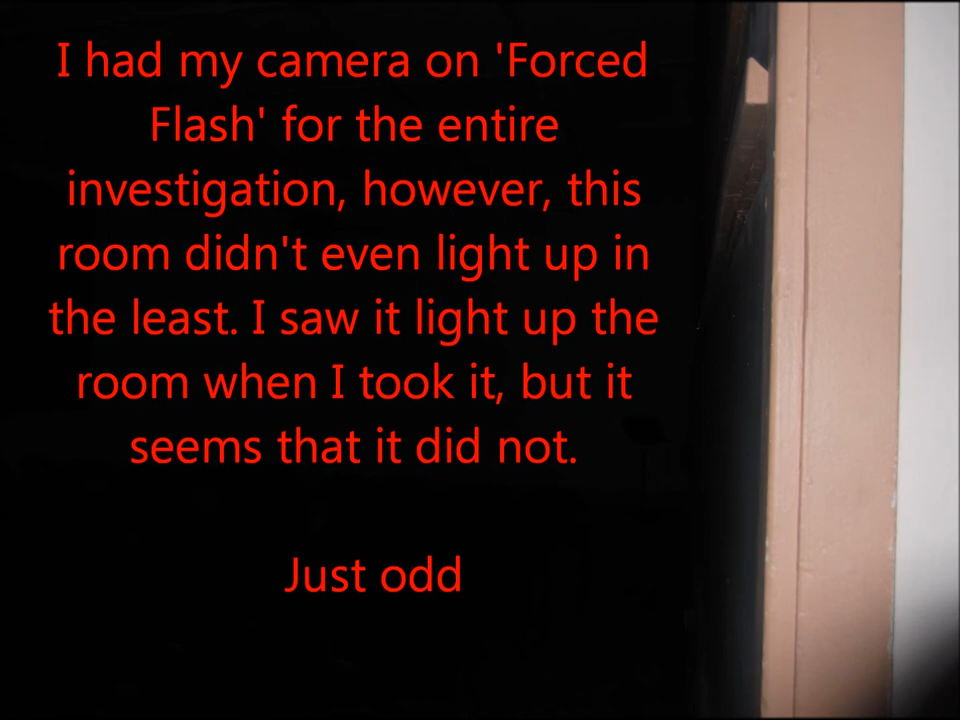 I had my camera on 'Forced
Flash' for the entire
investigation, however, this
room didn't even light up in
the least. I saw it light up the
room when I took it, but it
seems that it did not.
Just odd